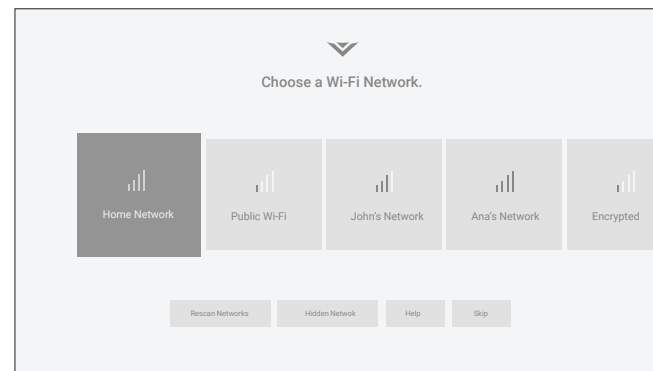 Choose a Wi-Fi Network.
Home Network
Public Wi-Fi
John's Network
Ana's Network
Encrypted
Rescan Networks
Hidden Netwok
Help
Skip